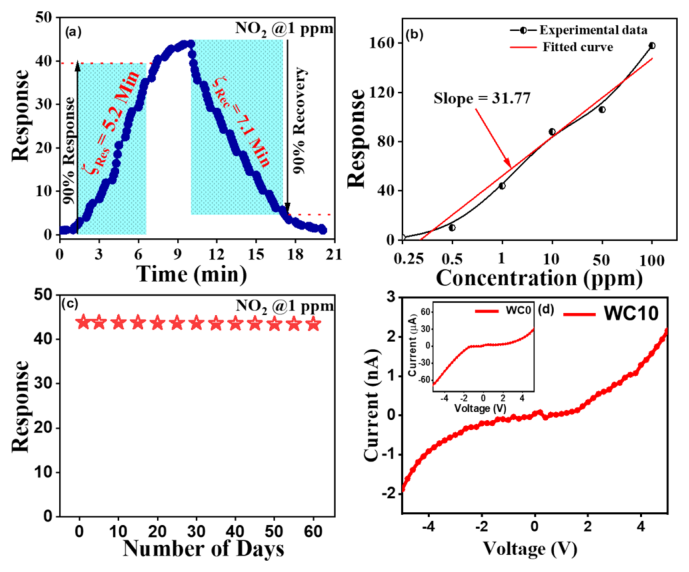 (a)
NO2 @1 ppm
50
40
30
20
10
0
Response
90% Response
ζRes = 5.2 Min
ζRec = 7.1 Min
90% Recovery
0 3 6 9 12 15 18 21
Time (min)
(b)
Experimental data
Fitted curve
Slope = 31.77
160
120
80
40
0
Response
0.25 0.5 1 10 50 100
Concentration (ppm)
(c)
NO2 @1 ppm
50
40
30
20
10
0
Response
0 10 20 30 40 50 60
Number of Days
(d)
WC10
3
2
1
0
-1
-2
Current (nA)
-4 -2 0 2 4
Voltage (V)
WC0
60
30
0
-30
-60
Current (μA)
-4 -2 0 2 4
Voltage (V)